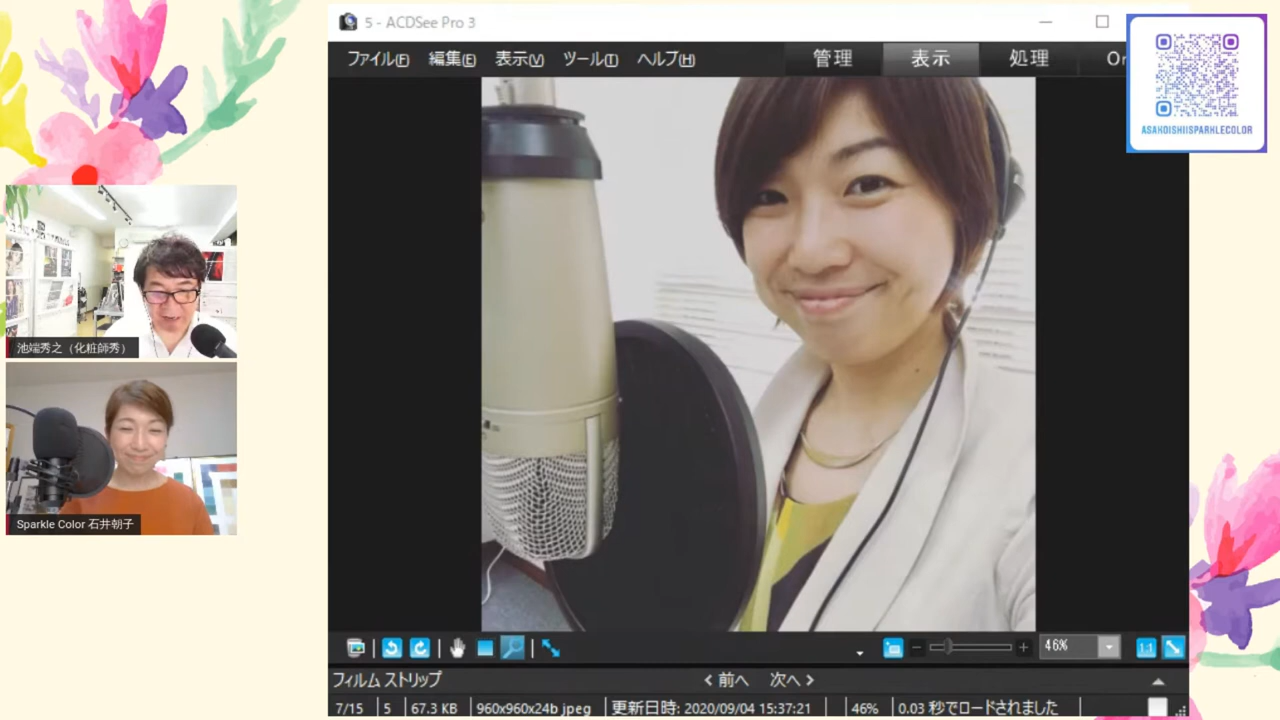 5 - ACDSee Pro 3
ファイル(F) 編集(E) 表示(V) ツール(T) ヘルプ(H) 管理 表示 処理
ASAKOISHIISPARKLECOLOR
池端秀之（化粧師秀）
Sparkle Color 石井朝子
46%
1:1
フィルム ストリップ 前へ 次へ
7/15 5 67.3 KB 960x960x24b jpeg 更新日時: 2020/09/04 15:37:21 46% 0.03 秒でロードされました